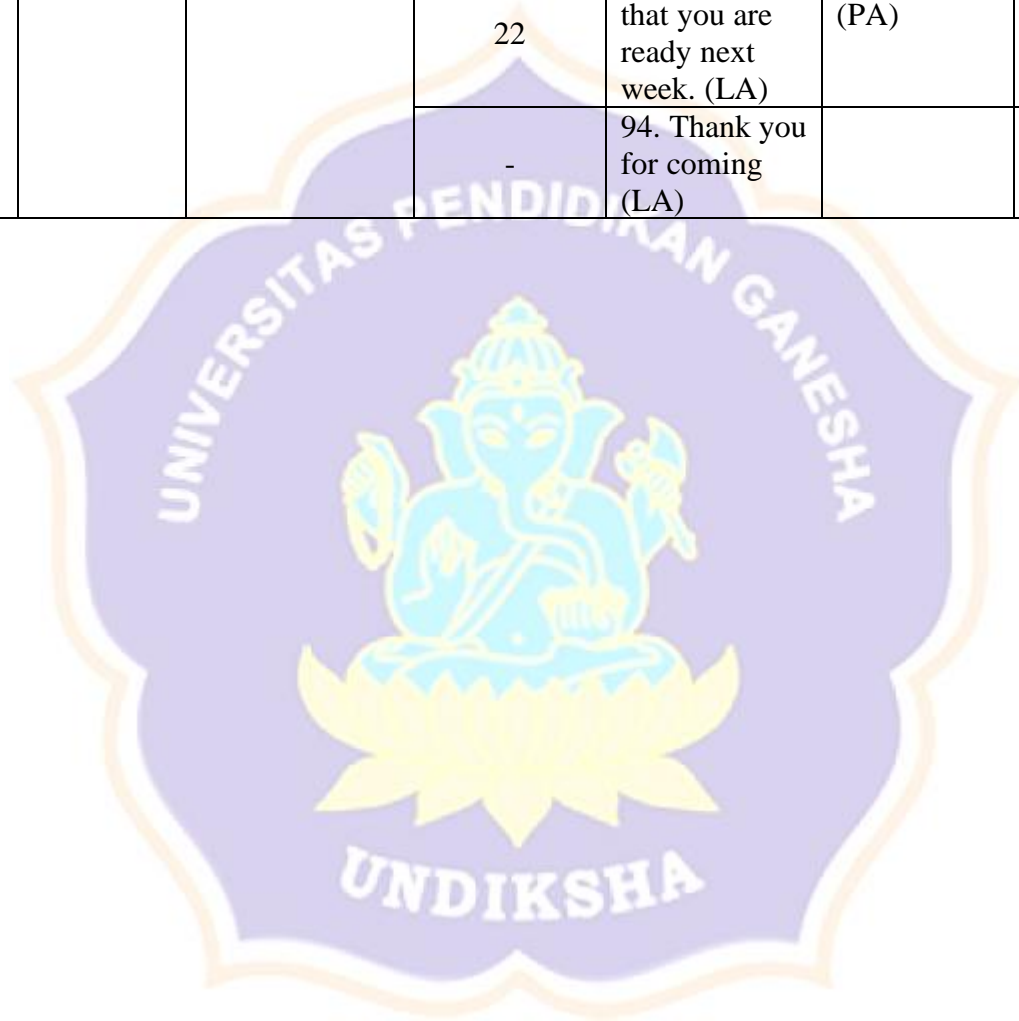 22
that you are
ready next
week. (LA)
(PA)
-
94. Thank you
for coming
(LA)
UNIVERSITAS PENDIDIKAN GANESHA
UNDIKSHA